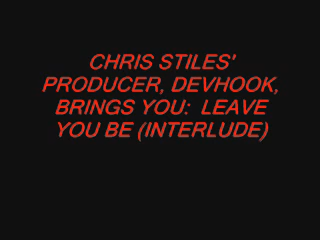 CHRIS STILES'
PRODUCER, DEVHOOK,
BRINGS YOU:  LEAVE
YOU BE (INTERLUDE)